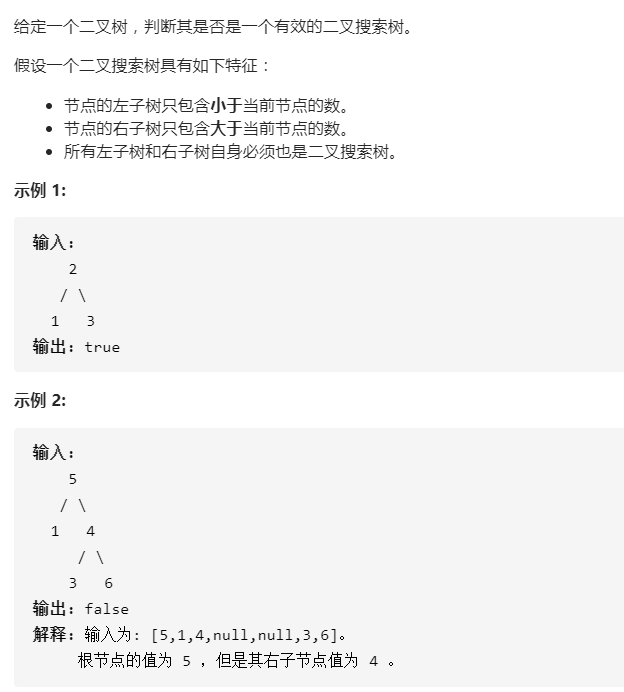 给定一个二叉树，判断其是否是一个有效的二叉搜索树。
假设一个二叉搜索树具有如下特征：
• 节点的左子树只包含小于当前节点的数。
• 节点的右子树只包含大于当前节点的数。
• 所有左子树和右子树自身必须也是二叉搜索树。
示例 1:
输入:
    2
   / \
  1   3
输出: true
示例 2:
输入:
    5
   / \
  1   4
     / \
    3   6
输出: false
解释: 输入为: [5,1,4,null,null,3,6]。
     根节点的值为 5 ，但是其右子节点值为 4 。